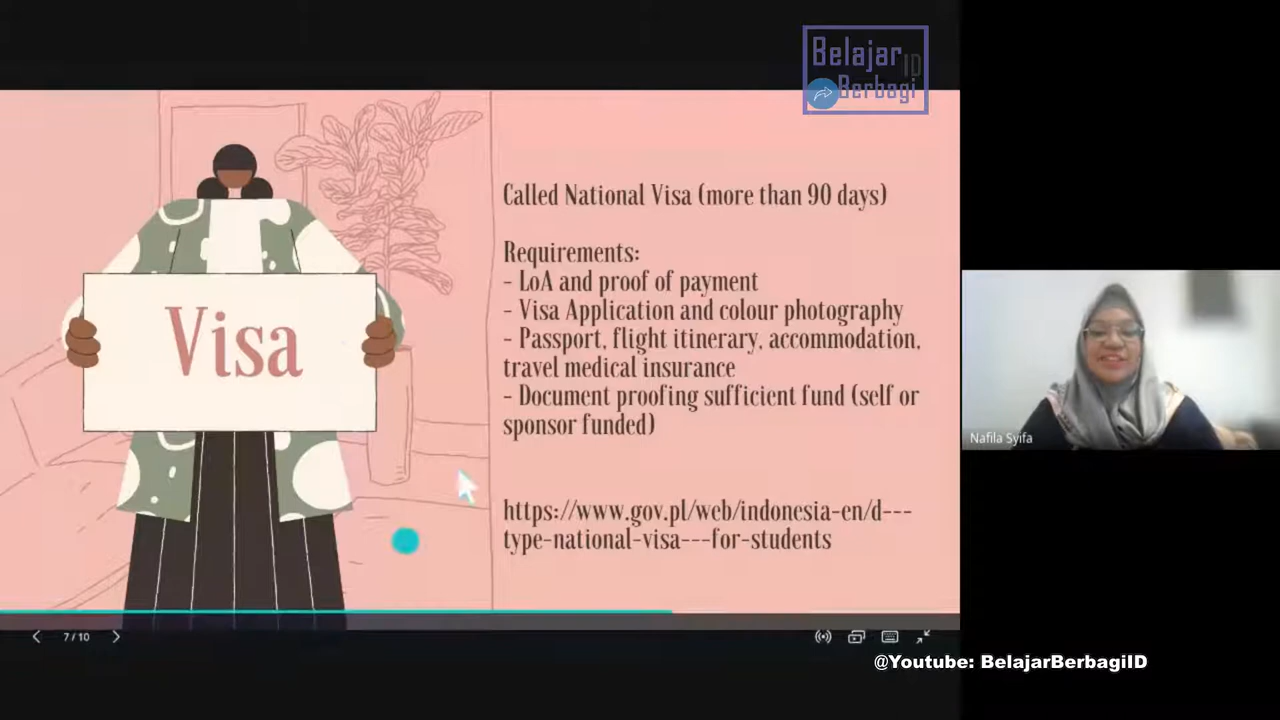 Belajar ID
Berbagi
Called National Visa (more than 90 days)
Requirements:
- LoA and proof of payment
- Visa Application and colour photography
- Passport, flight itinerary, accommodation,
travel medical insurance
- Document proofing sufficient fund (self or
sponsor funded)
https://www.gov.pl/web/indonesia-en/d---
type-national-visa---for-students
Visa
Nafila Syifa
7 / 10
@Youtube: BelajarBerbagiID